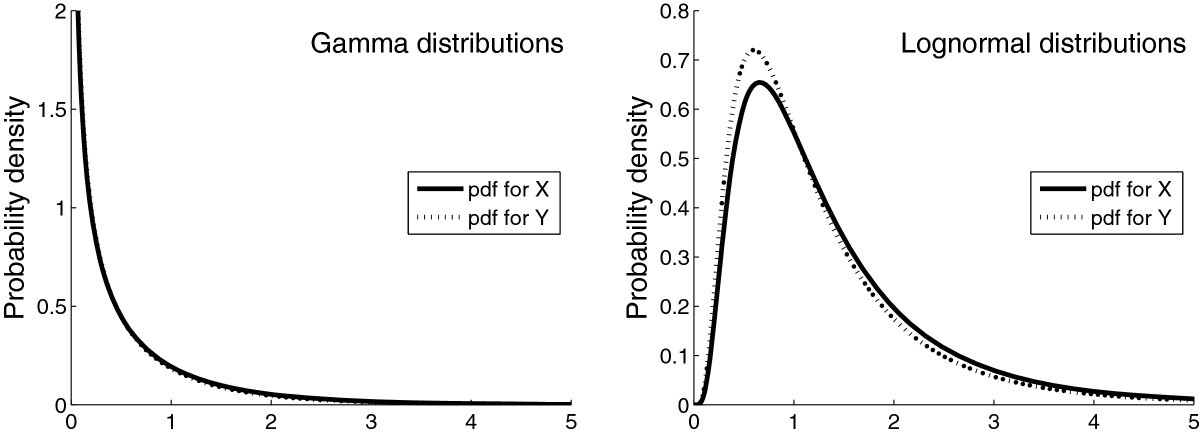 Gamma distributions
Probability density
2
1.5
1
0.5
0
0 1 2 3 4 5
pdf for X
pdf for Y
Lognormal distributions
Probability density
0.8
0.7
0.6
0.5
0.4
0.3
0.2
0.1
0
0 1 2 3 4 5
pdf for X
pdf for Y